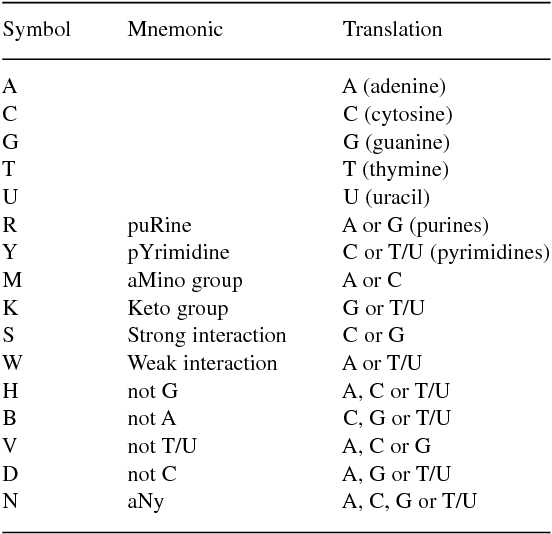 Symbol Mnemonic Translation
A A (adenine)
C C (cytosine)
G G (guanine)
T T (thymine)
U U (uracil)
R puRine A or G (purines)
Y pYrimidine C or T/U (pyrimidines)
M aMino group A or C
K Keto group G or T/U
S Strong interaction C or G
W Weak interaction A or T/U
H not G A, C or T/U
B not A C, G or T/U
V not T/U A, C or G
D not C A, G or T/U
N aNy A, C, G or T/U